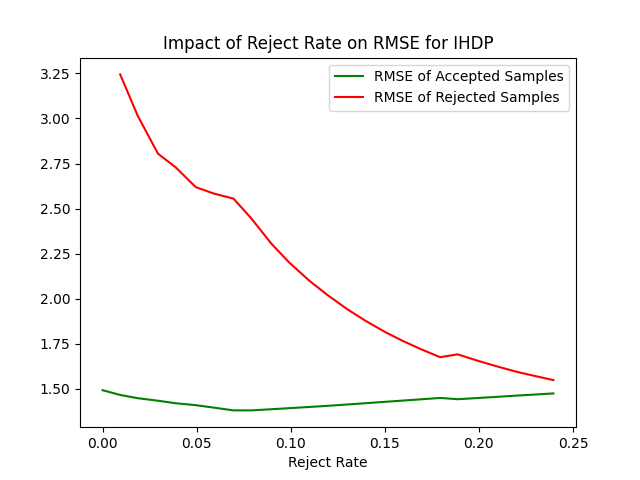 Impact of Reject Rate on RMSE for IHDP
RMSE of Accepted Samples
RMSE of Rejected Samples
3.25
3.00
2.75
2.50
2.25
2.00
1.75
1.50
0.00 0.05 0.10 0.15 0.20 0.25
Reject Rate